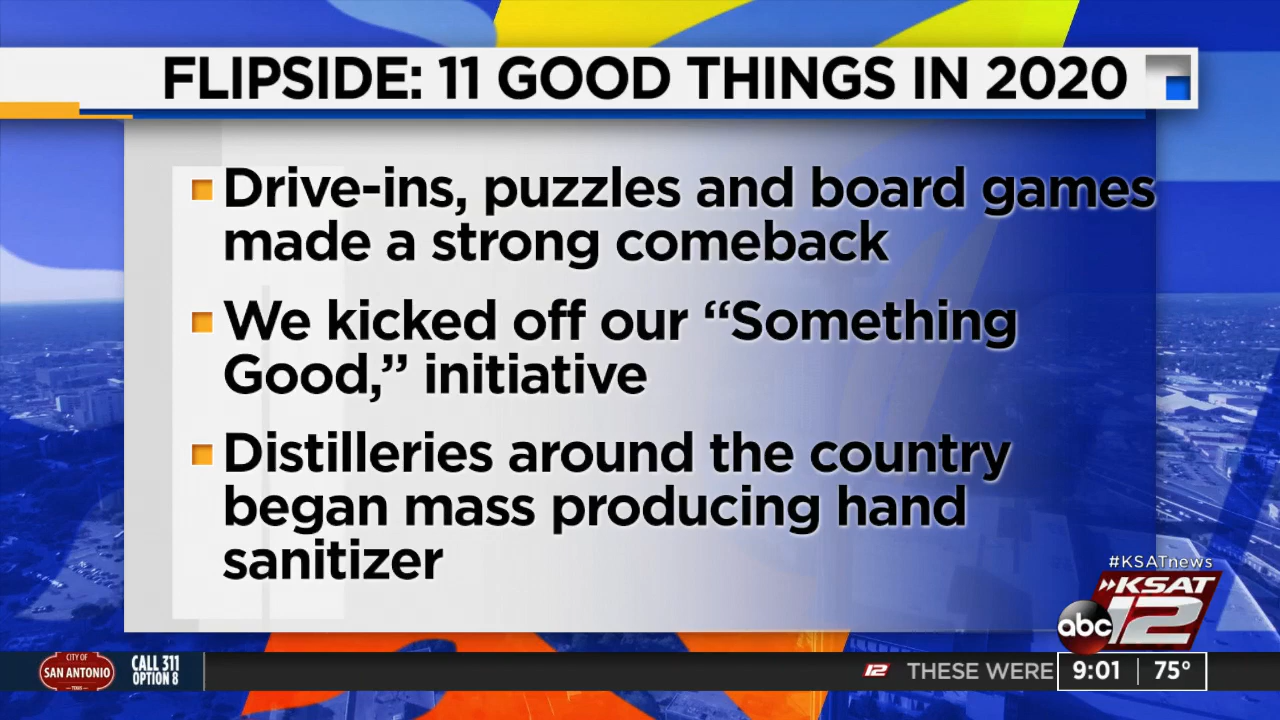 FLIPSIDE: 11 GOOD THINGS IN 2020
Drive-ins, puzzles and board games
made a strong comeback
We kicked off our “Something
Good,” initiative
Distilleries around the country
began mass producing hand
sanitizer
#KSATnews
KSAT
abc 12
CITY OF
SAN ANTONIO
TEXAS
CALL 311
OPTION 8
12 THESE WERE 9:01 75°